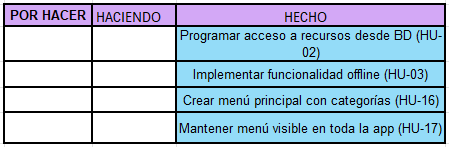 POR HACER HACIENDO HECHO
Programar acceso a recursos desde BD (HU-
02)
Implementar funcionalidad offline (HU-03)
Crear menú principal con categorías (HU-16)
Mantener menú visible en toda la app (HU-17)